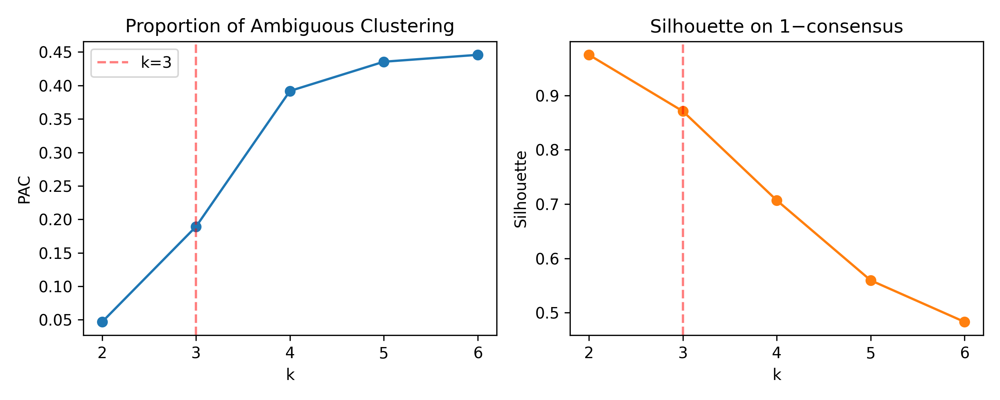 Proportion of Ambiguous Clustering
k=3
PAC
0.45
0.40
0.35
0.30
0.25
0.20
0.15
0.10
0.05
2 3 4 5 6
k
Silhouette on 1−consensus
Silhouette
0.9
0.8
0.7
0.6
0.5
2 3 4 5 6
k